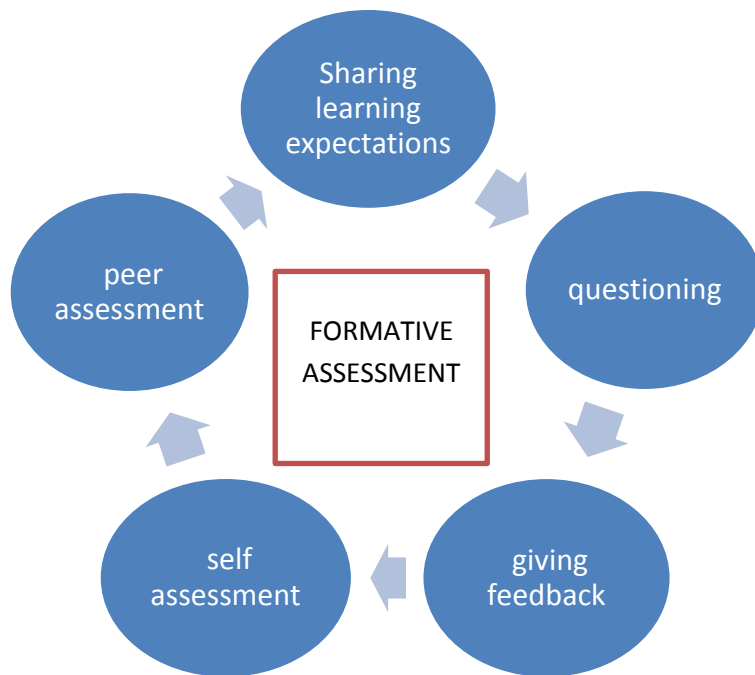 Sharing
learning
expectations
questioning
giving
feedback
self
assessment
peer
assessment
FORMATIVE
ASSESSMENT